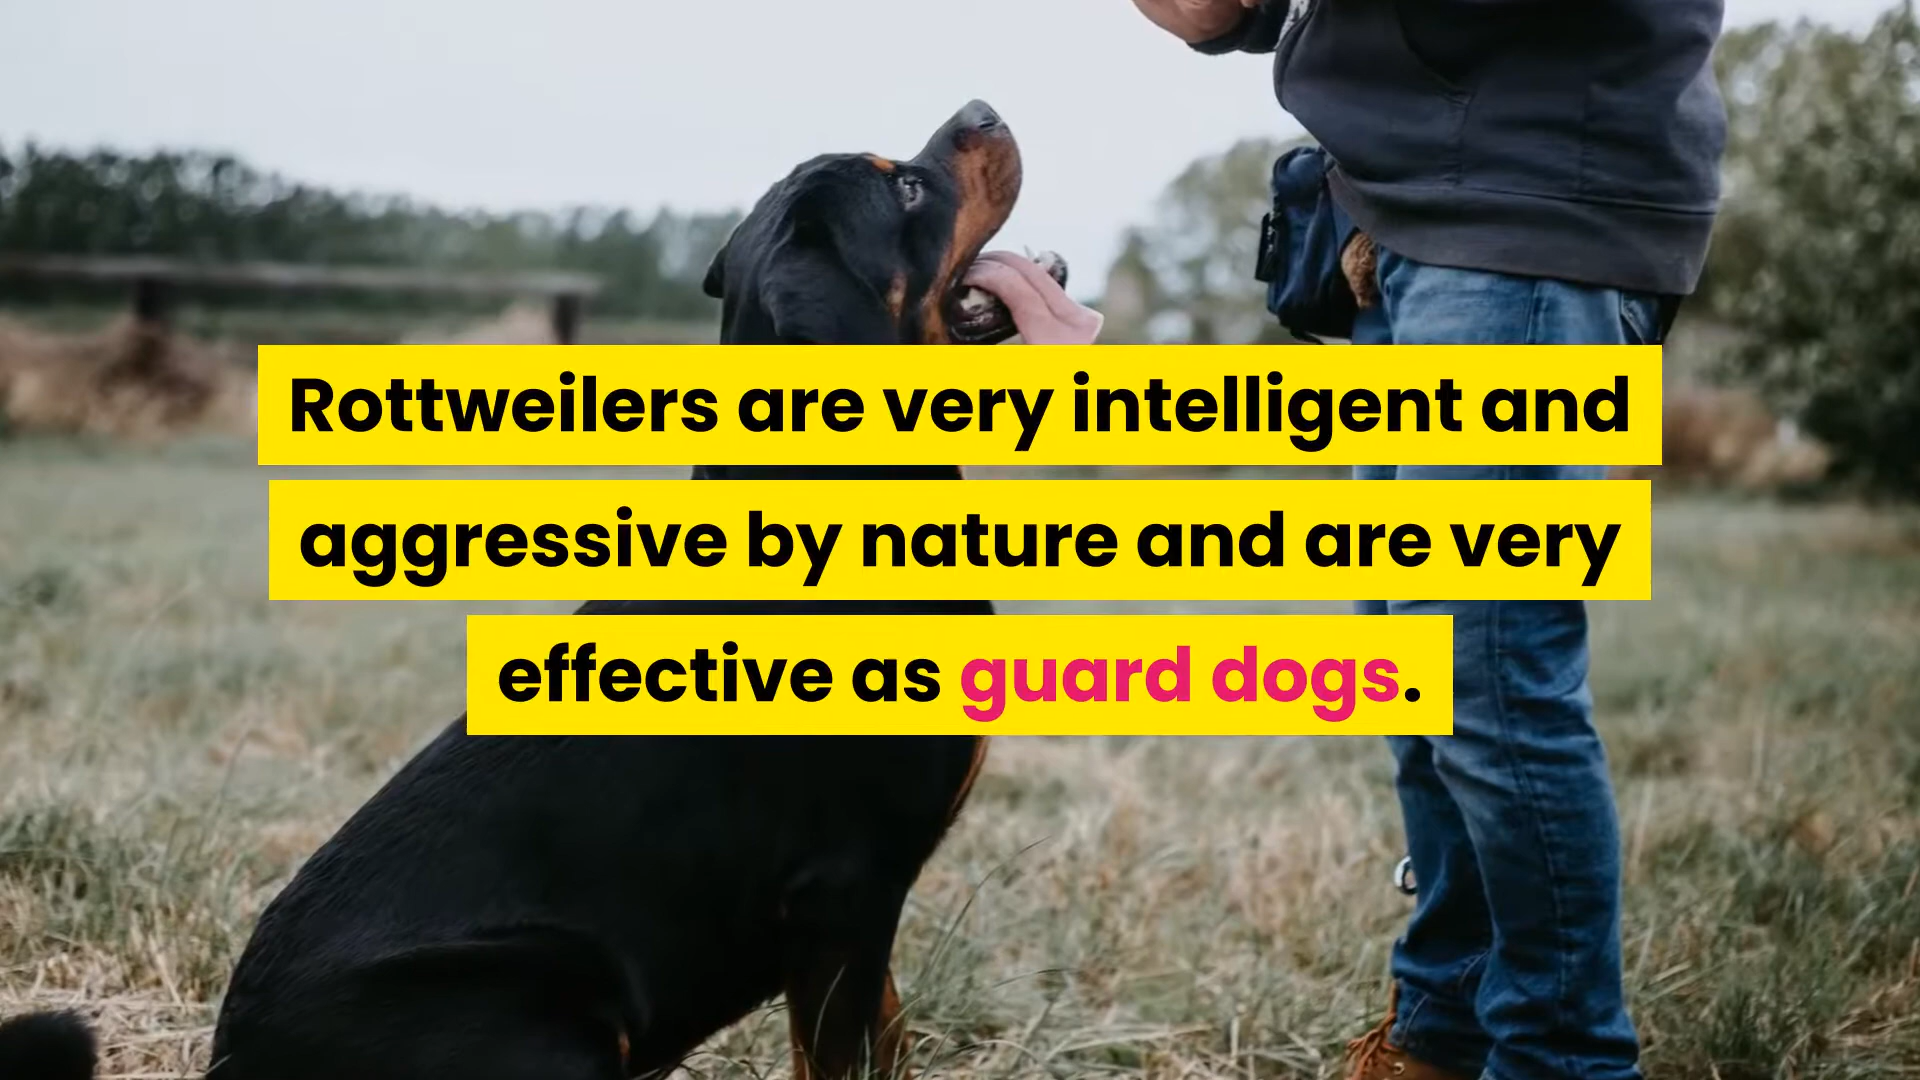 Rottweilers are very intelligent and
aggressive by nature and are very
effective as guard dogs.